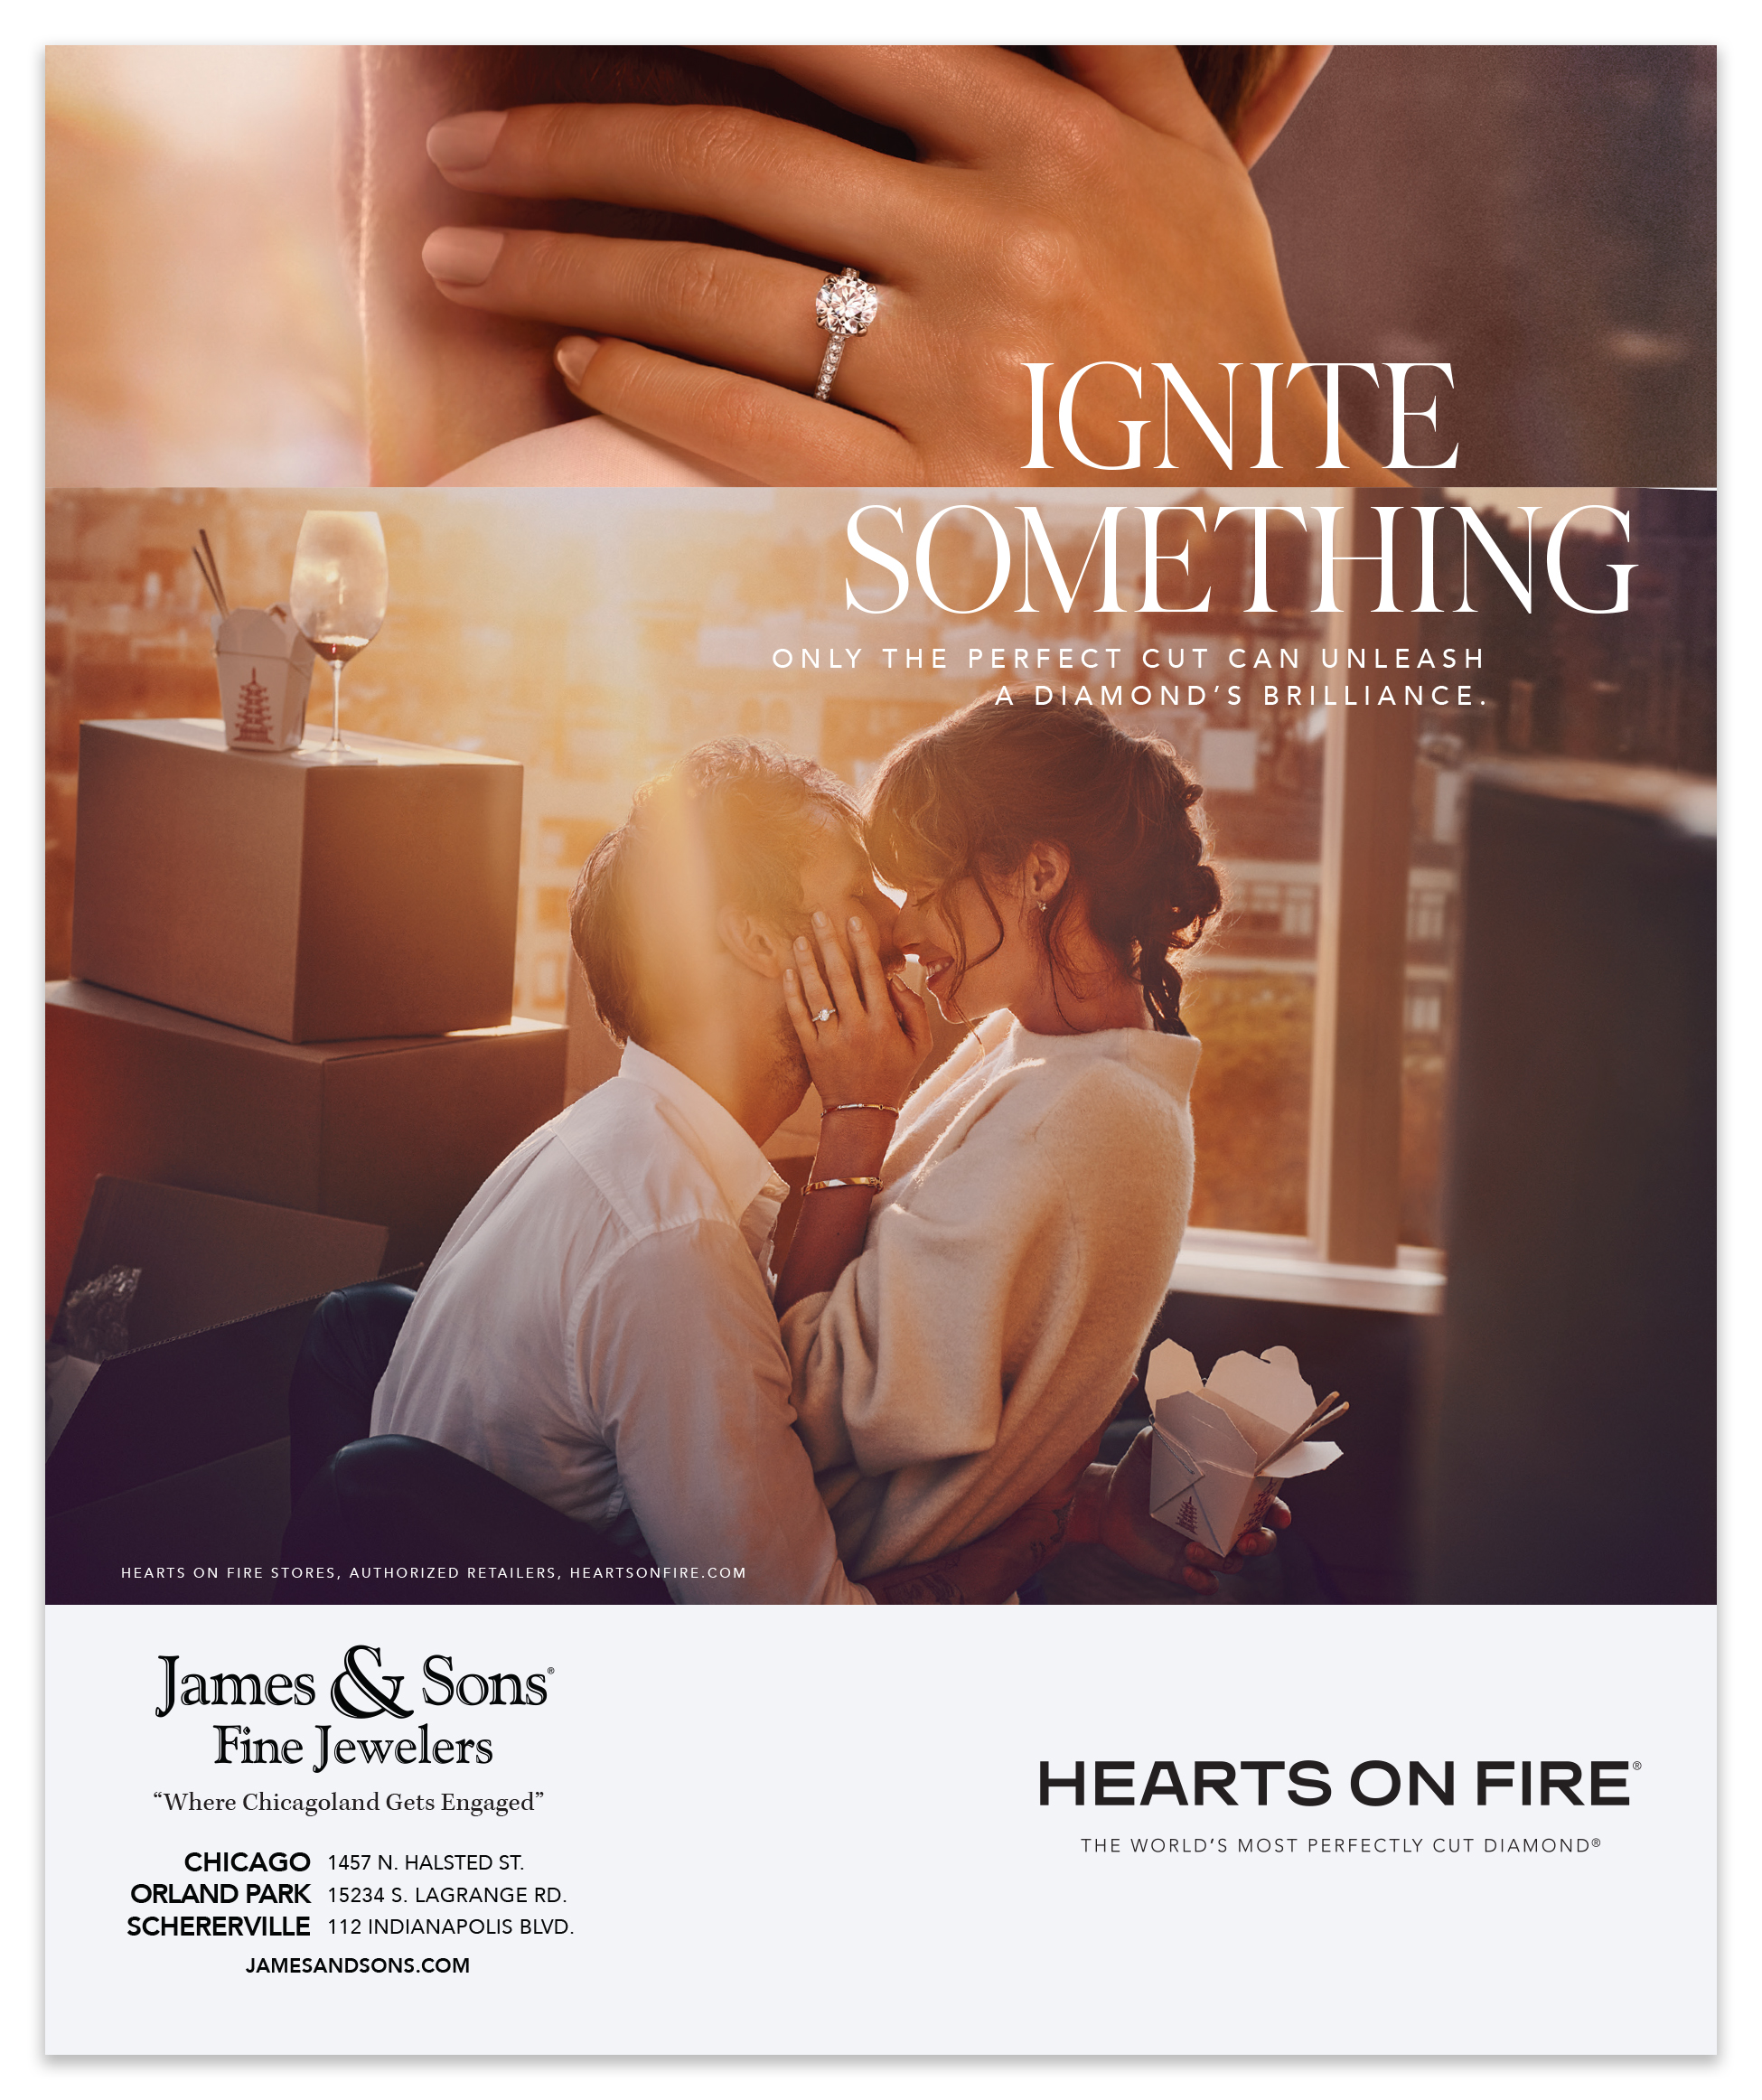 IGNITE
SOMETHING
ONLY THE PERFECT CUT CAN UNLEASH
A DIAMOND’S BRILLIANCE.
HEARTS ON FIRE STORES, AUTHORIZED RETAILERS, HEARTSONFIRE.COM
James & Sons®
Fine Jewelers
“Where Chicagoland Gets Engaged”
CHICAGO 1457 N. HALSTED ST.
ORLAND PARK 15234 S. LAGRANGE RD.
SCHERERVILLE 112 INDIANAPOLIS BLVD.
JAMESANDSONS.COM
HEARTS ON FIRE®
THE WORLD’S MOST PERFECTLY CUT DIAMOND®